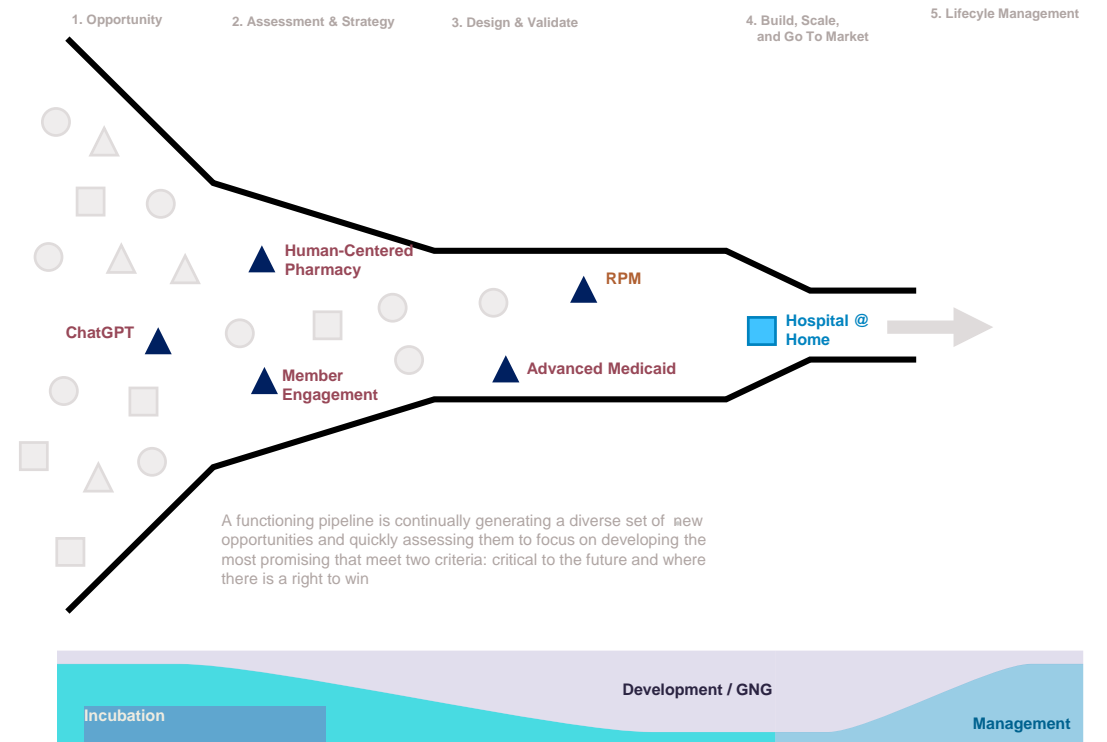 1. Opportunity
2. Assessment & Strategy
3. Design & Validate
4. Build, Scale,
and Go To Market
5. Lifecyle Management
Human-Centered
Pharmacy
RPM
ChatGPT
Hospital @
Home
Member
Engagement
Advanced Medicaid
A functioning pipeline is continually generating a diverse set of new
opportunities and quickly assessing them to focus on developing the
most promising that meet two criteria: critical to the future and where
there is a right to win
Development / GNG
Incubation
Management